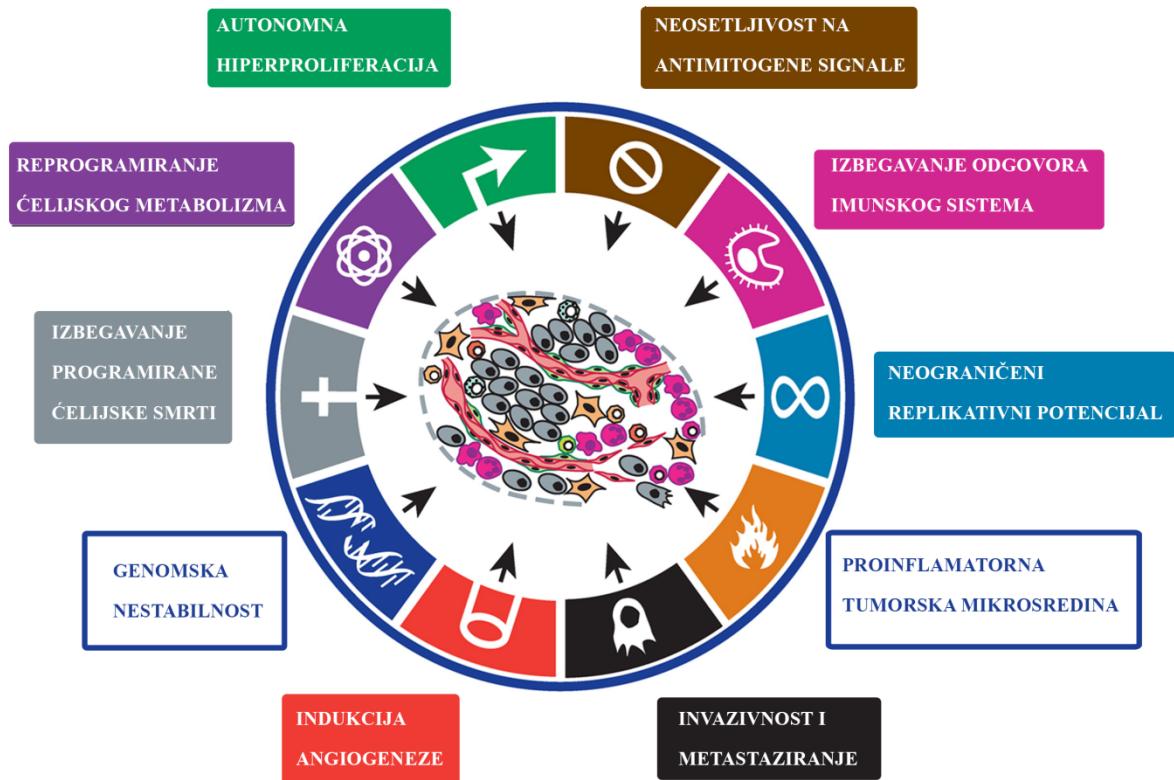 AUTONOMNA
HIPERPROLIFERACIJA
NEOSETLJIVOST NA
ANTIMITOGENE SIGNALE
REPROGRAMIRANJE
ĆELIJSKOG METABOLIZMA
IZBEGAVANJE ODGOVORA
IMUNSKOG SISTEMA
IZBEGAVANJE
PROGRAMIRANE
ĆELIJSKE SMRTI
NEOGRANIČENI
REPLIKATIVNI POTENCIJAL
GENOMSKA
NESTABILNOST
PROINFLAMATORNA
TUMORSKA MIKROSREDINA
INDUKCIJA
ANGIOGENEZE
INVAZIVNOST I
METASTAZIRANJE